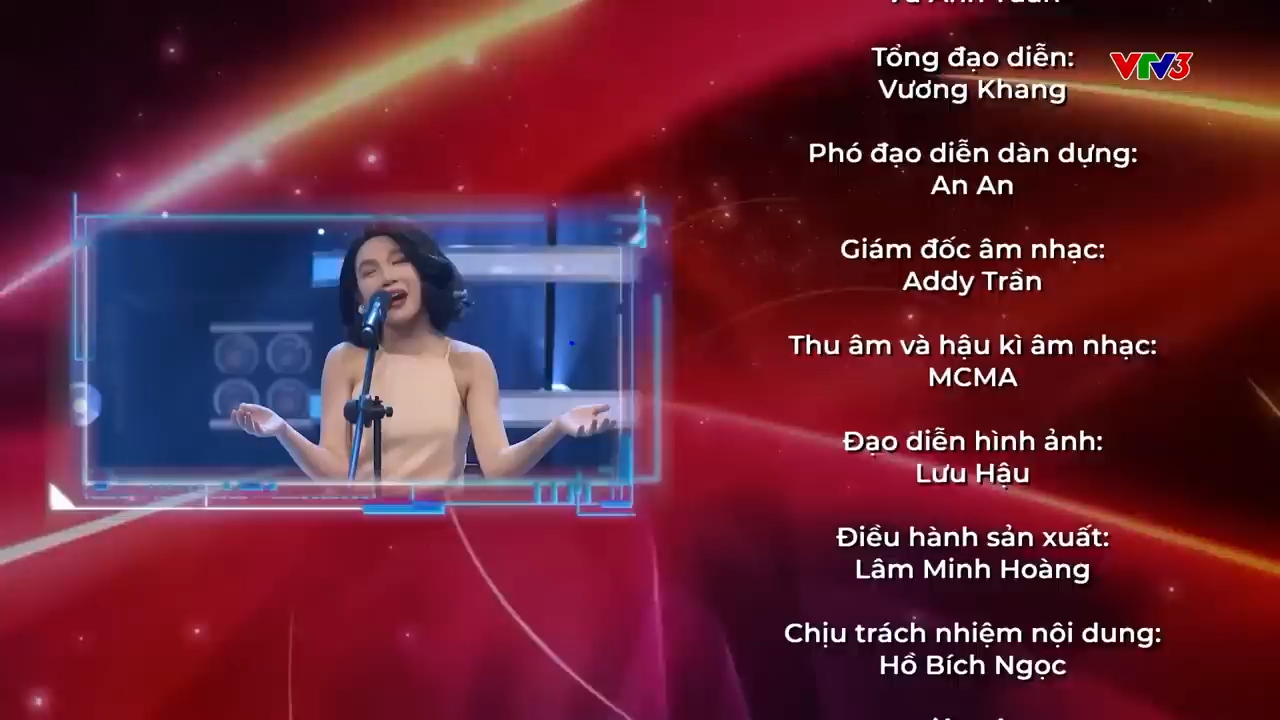 Tổng đạo diễn:
VTV3
Vương Khang
Phó đạo diễn dàn dựng:
An An
Giám đốc âm nhạc:
Addy Trần
Thu âm và hậu kì âm nhạc:
MCMA
Đạo diễn hình ảnh:
Lưu Hậu
Điều hành sản xuất:
Lâm Minh Hoàng
Chịu trách nhiệm nội dung:
Hồ Bích Ngọc